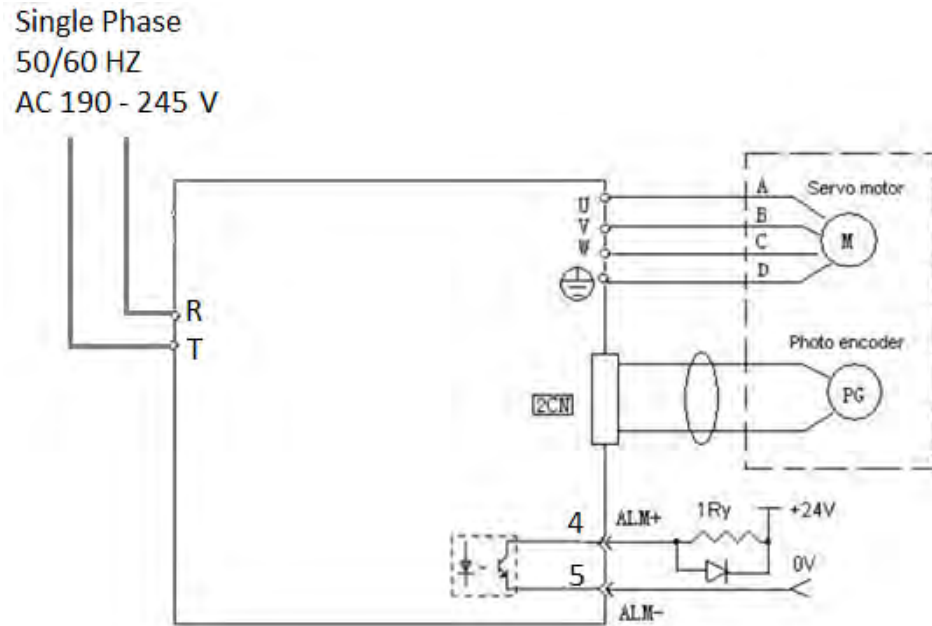 Single Phase
50/60 HZ
AC 190 - 245 V
A
Servo motor
U
B
V
M
C
W
D
R
T
Photo encoder
2CN
PG
1Ry
+24V
4
ALM+
0V
5
ALM-